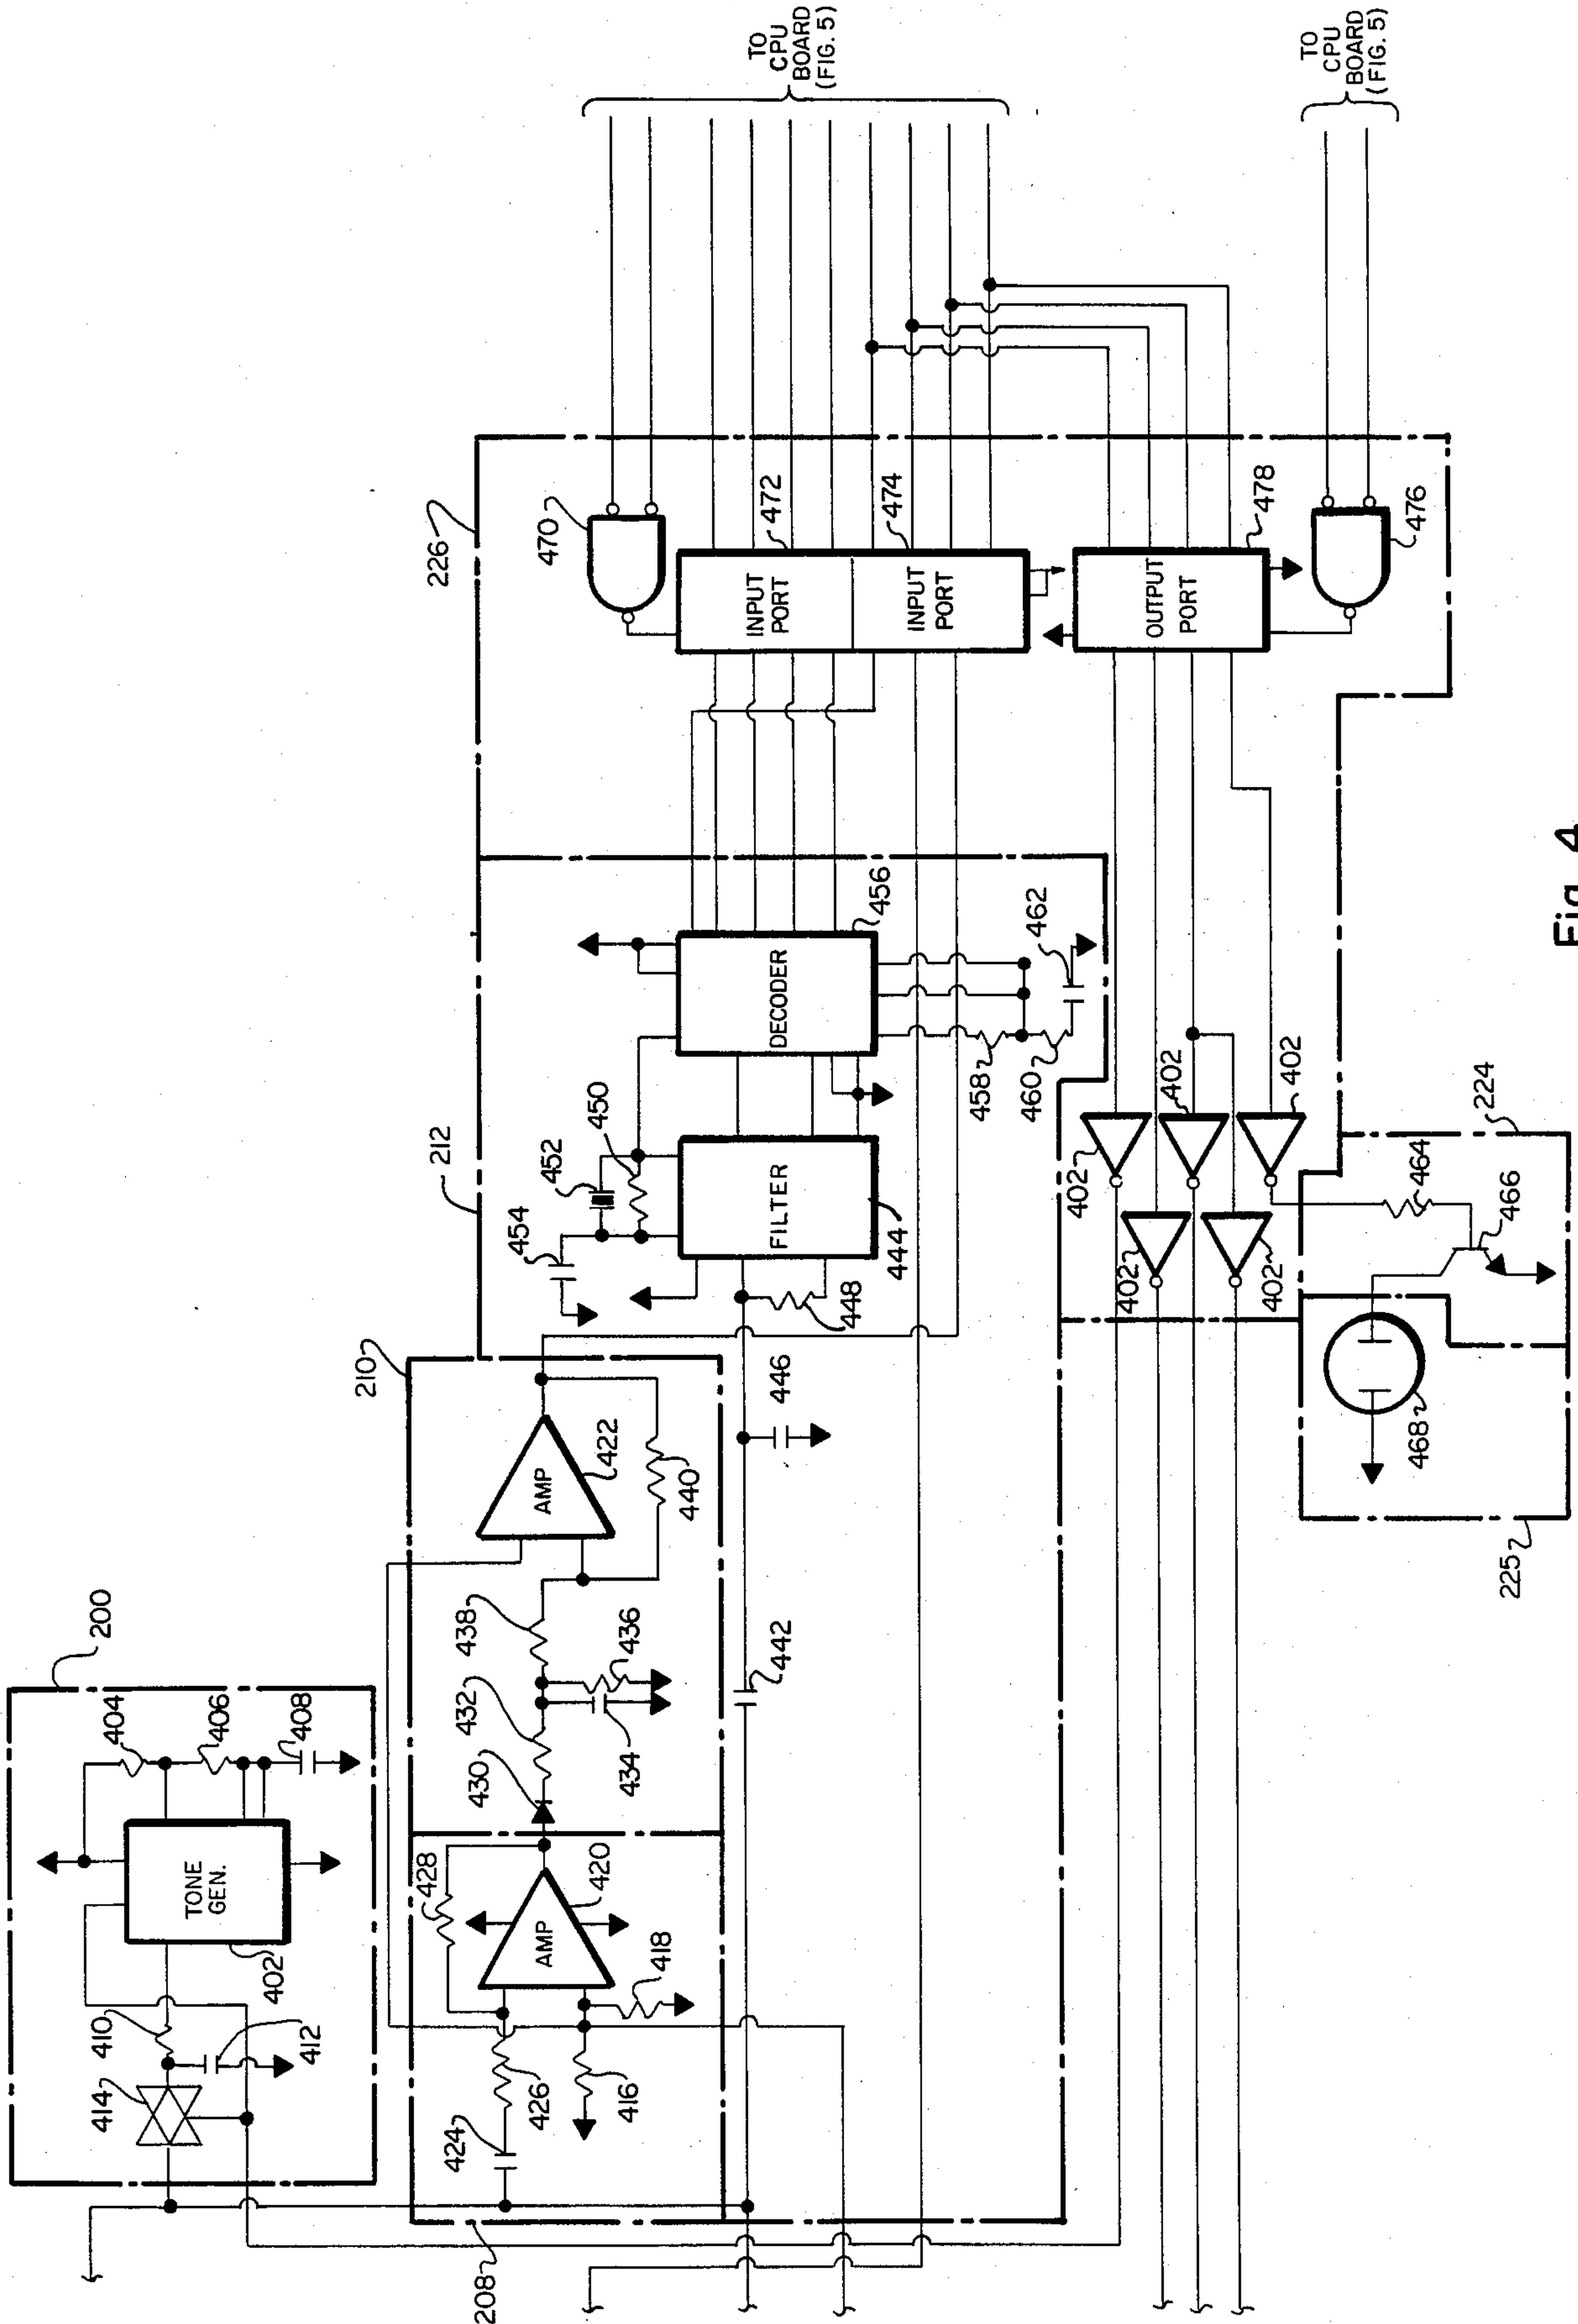 200
404
406
408
TONE
GEN.
402
410
412
414
210
212
226
208
428
AMP
420
418
424
426
416
430
432
434
436
438
AMP
422
440
442
446
448
454
452
450
FILTER
444
DECODER
456
458
460
462
470
INPUT
PORT
472
INPUT
PORT
474
OUTPUT
PORT
478
476
TO
CPU
BOARD
(FIG. 5)
TO
CPU
BOARD
(FIG. 5)
402
402
402
402
402
464
466
468
224
225
Fig. 4